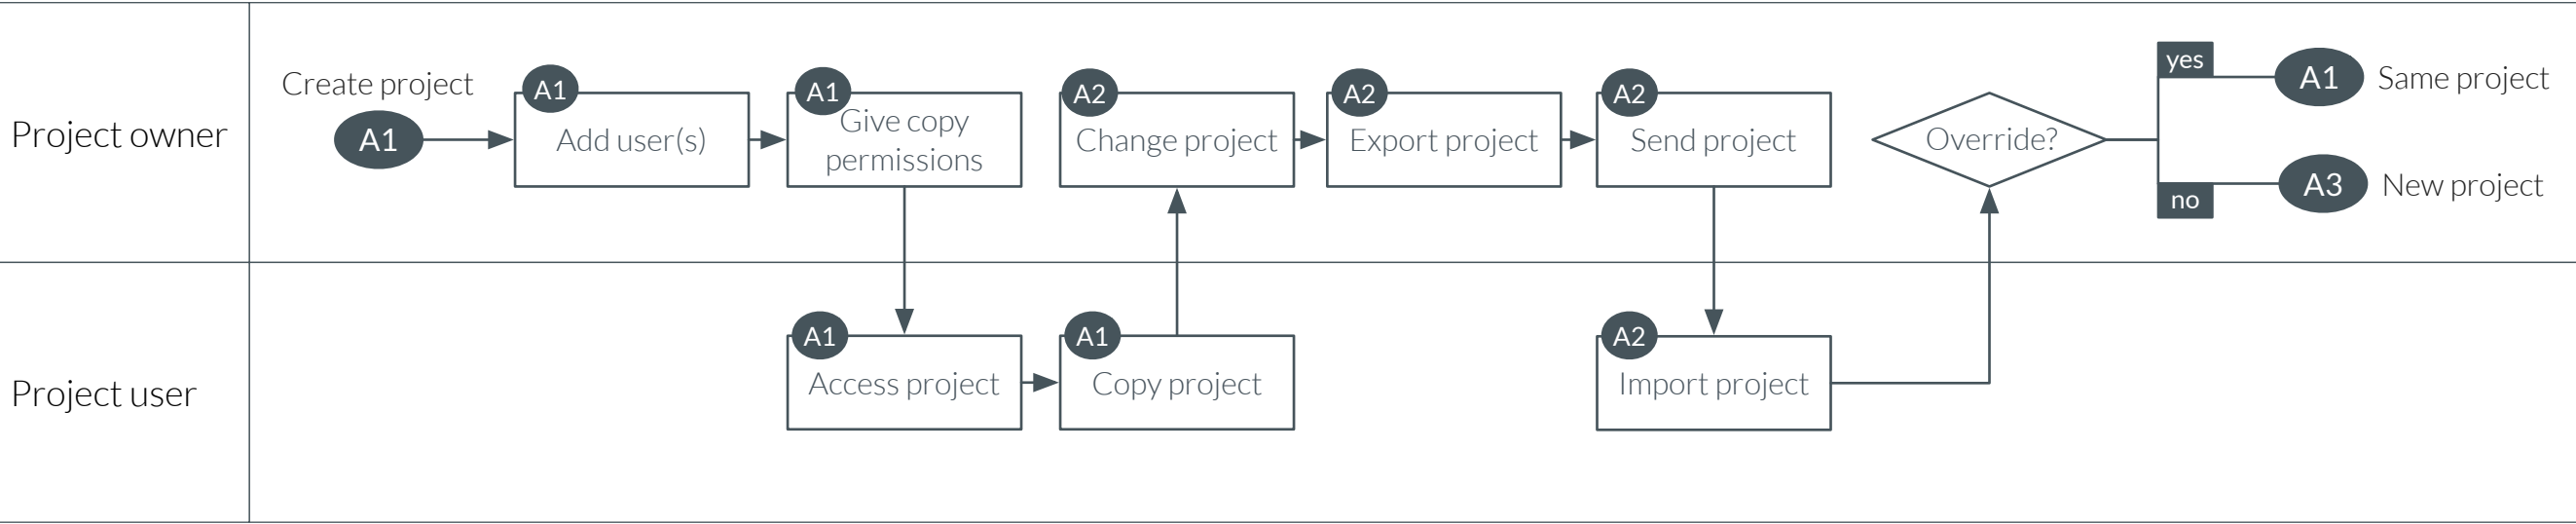 Project owner
Create project
A1
A1
Add user(s)
A1
Give copy
permissions
A2
Change project
A2
Export project
A2
Send project
Override?
yes
A1
Same project
no
A3
New project
Project user
A1
Access project
A1
Copy project
A2
Import project